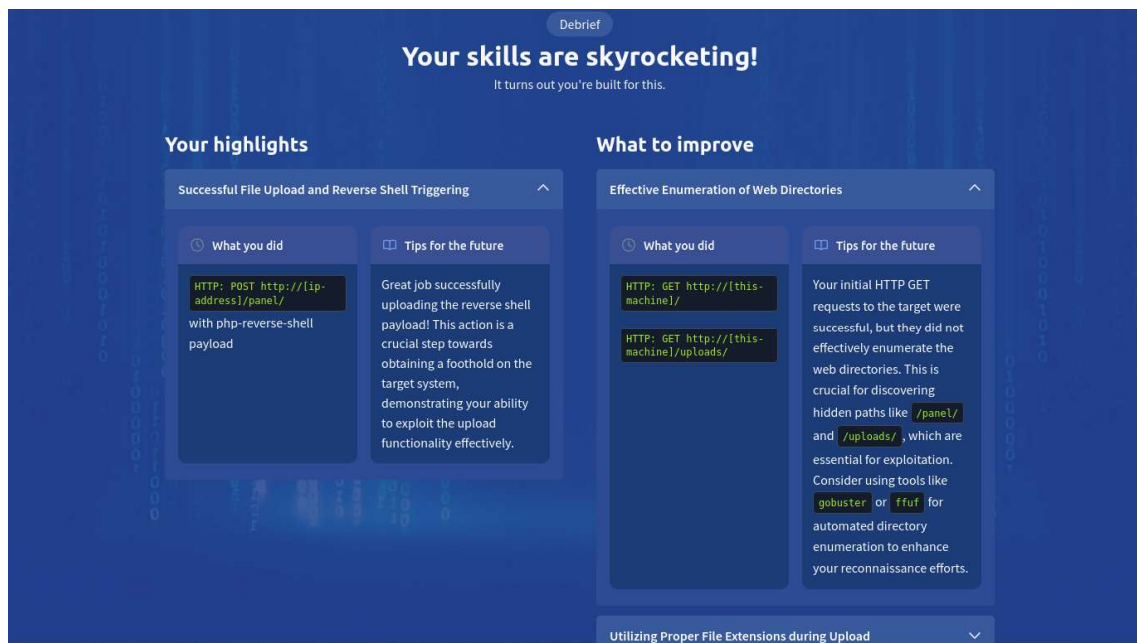 Debrief
Your skills are skyrocketing!
It turns out you're built for this.
Your highlights
Successful File Upload and Reverse Shell Triggering
What you did
HTTP: POST http://[ip-
address]/panel/
with php-reverse-shell
payload
Tips for the future
Great job successfully
uploading the reverse shell
payload! This action is a
crucial step towards
obtaining a foothold on the
target system,
demonstrating your ability
to exploit the upload
functionality effectively.
What to improve
Effective Enumeration of Web Directories
What you did
HTTP: GET http://[this-
machine]/
HTTP: GET http://[this-
machine]/uploads/
Tips for the future
Your initial HTTP GET
requests to the target were
successful, but they did not
effectively enumerate the
web directories. This is
crucial for discovering
hidden paths like /panel/
and /uploads/, which are
essential for exploitation.
Consider using tools like
gobuster or ffuf for
automated directory
enumeration to enhance
your reconnaissance efforts.
Utilizing Proper File Extensions during Upload